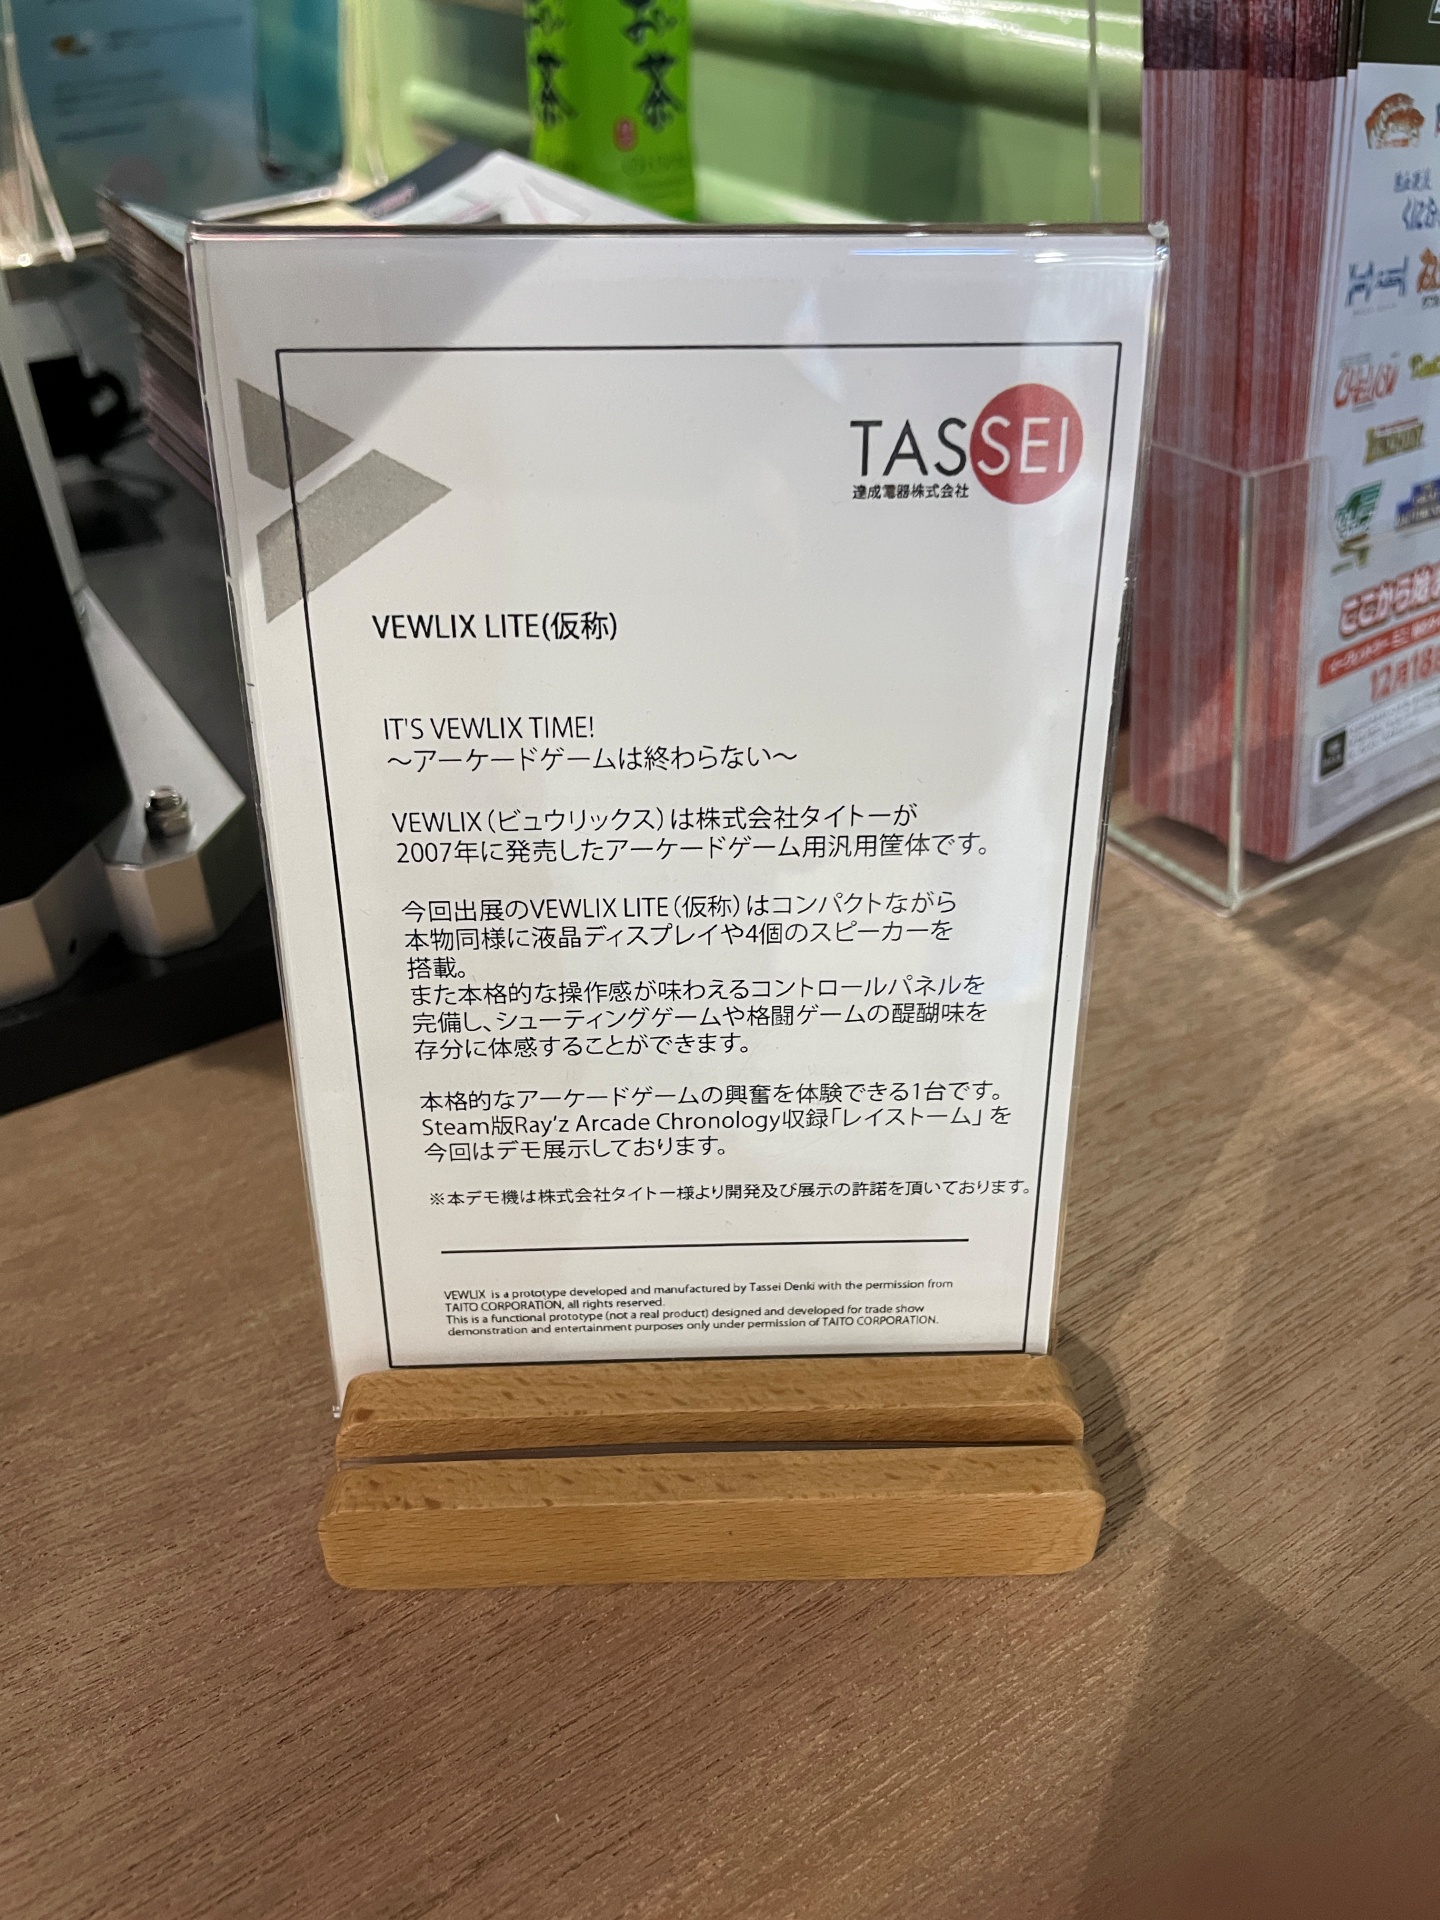 お茶
茶
TASSEI
達成電器株式会社
VEWLIX LITE(仮称)
IT'S VEWLIX TIME!
～アーケードゲームは終わらない～
VEWLIX（ビュウリックス）は株式会社タイトーが
2007年に発売したアーケードゲーム用汎用筐体です。
今回出展のVEWLIX LITE（仮称）はコンパクトながら
本物同様に液晶ディスプレイや4個のスピーカーを
搭載。
また本格的な操作感が味わえるコントロールパネルを
完備し、シューティングゲームや格闘ゲームの醍醐味を
存分に体感することができます。
本格的なアーケードゲームの興奮を体験できる1台です。
Steam版Ray'z Arcade Chronology収録「レイストーム」を
今回はデモ展示しております。
※本デモ機は株式会社タイトー様より開発及び展示の許諾を頂いております。
VEWLIX is a prototype developed and manufactured by Tassei Denki with the permission from
TAITO CORPORATION, all rights reserved.
This is a functional prototype (not a real product) designed and developed for trade show
demonstration and entertainment purposes only under permission of TAITO CORPORATION.
ここから始ま
12月18日